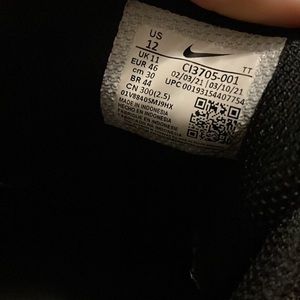 US
12
UK 11
EUR 46
cm 30
BR 44
CN 300(2.5)
MADE IN INDONESIA
TT
CI3705-001
02/03/21 03/10/21
UPC 00193154407754